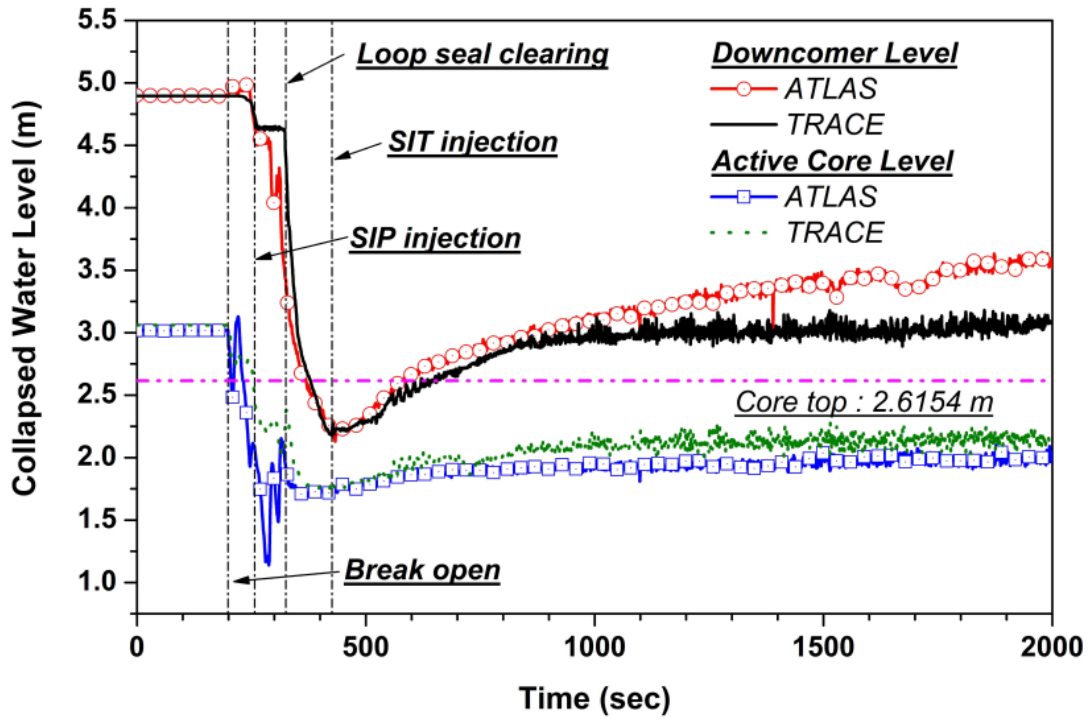 5.5
5.0
4.5
4.0
3.5
3.0
2.5
2.0
1.5
1.0
Collapsed Water Level (m)
Loop seal clearing
SIT injection
SIP injection
Break open
Downcomer Level
ATLAS
TRACE
Active Core Level
ATLAS
TRACE
Core top : 2.6154 m
0 500 1000 1500 2000
Time (sec)